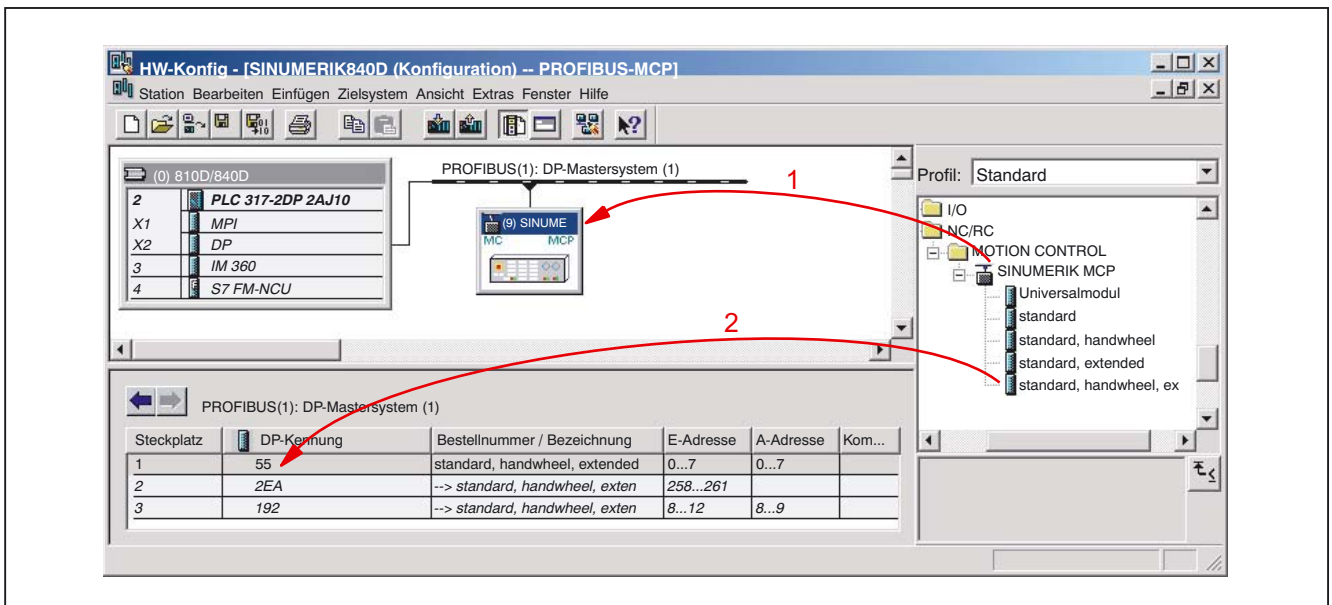 HW-Konfig - [SINUMERIK840D (Konfiguration) -- PROFIBUS-MCP]
Station Bearbeiten Einfügen Zielsystem Ansicht Extras Fenster Hilfe
(0) 810D/840D
2 PLC 317-2DP 2AJ10
X1 MPI
X2 DP
3 IM 360
4 S7 FM-NCU
PROFIBUS(1): DP-Mastersystem (1)
(9) SINUME
MC MCP
1
2
Profil: Standard
I/O
NC/RC
MOTION CONTROL
SINUMERIK MCP
Universalmodul
standard
standard, handwheel
standard, extended
standard, handwheel, ex
PROFIBUS(1): DP-Mastersystem (1)
Steckplatz DP-Kennung Bestellnummer / Bezeichnung E-Adresse A-Adresse Kom...
1 55 standard, handwheel, extended 0...7 0...7
2 2EA --> standard, handwheel, exten 258...261
3 192 --> standard, handwheel, exten 8...12 8...9